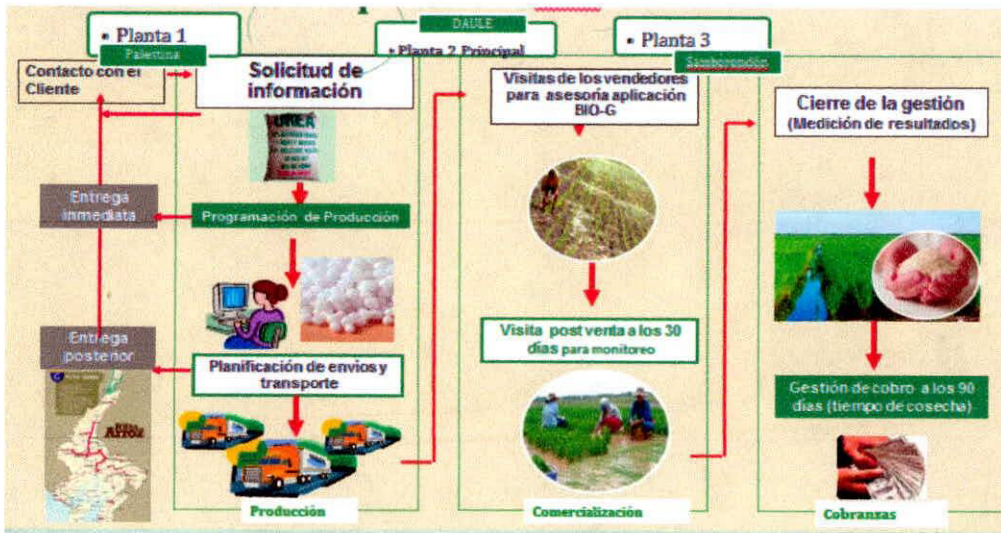 • Planta 1
Palestina
DAULE
• Planta 2 Principal
• Planta 3
Samborondón
Contacto con el
Cliente
Solicitud de
información
UREA
Entrega
inmediata
Programación de Producción
Entrega
posterior
Planificación de envios y
transporte
Arroz
Producción
Visitas de los vendedores
para asesoría aplicación
BIO-G
Visita post venta a los 30
días para monitoreo
Comercialización
Cierre de la gestión
(Medición de resultados)
Gestión de cobro a los 90
días (tiempo de cosecha)
Cobranzas